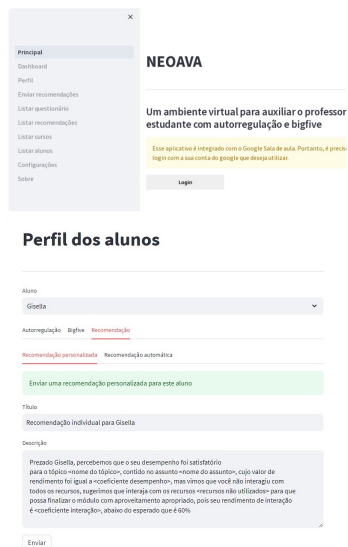 ×
Principal
Dashboard
Perfil
Enviar recomendações
Listar questionário
Listar recomendações
Listar cursos
Listar alunos
Configurações
Sobre
NEOAVA
Um ambiente virtual para auxiliar o professor
estudante com autorregulação e bigfive
Esse aplicativo é integrado com o Google Sala de aula. Portanto, é precis
login com a sua conta do google que deseja utilizar.
Login
Perfil dos alunos
Aluno
Gisella
Autorregulação Bigfive Recomendação
Recomendação personalizada Recomendação automática
Enviar uma recomendação personalizada para este aluno
Título
Recomendação individual para Gisella
Descrição
Prezado Gisella, percebemos que o seu desempenho foi satisfatório
para o tópico <nome do tópico>, contido no assunto <nome do assunto>, cujo valor de
rendimento foi igual a <coeficiente desempenho>, mas vimos que você não interagiu com
todos os recursos, sugerimos que interaja com os recursos <recursos não utilizados> para que
possa finalizar o módulo com aproveitamento apropriado, pois seu rendimento de interação
é <coeficiente interação>, abaixo do esperado que é 60%
Enviar